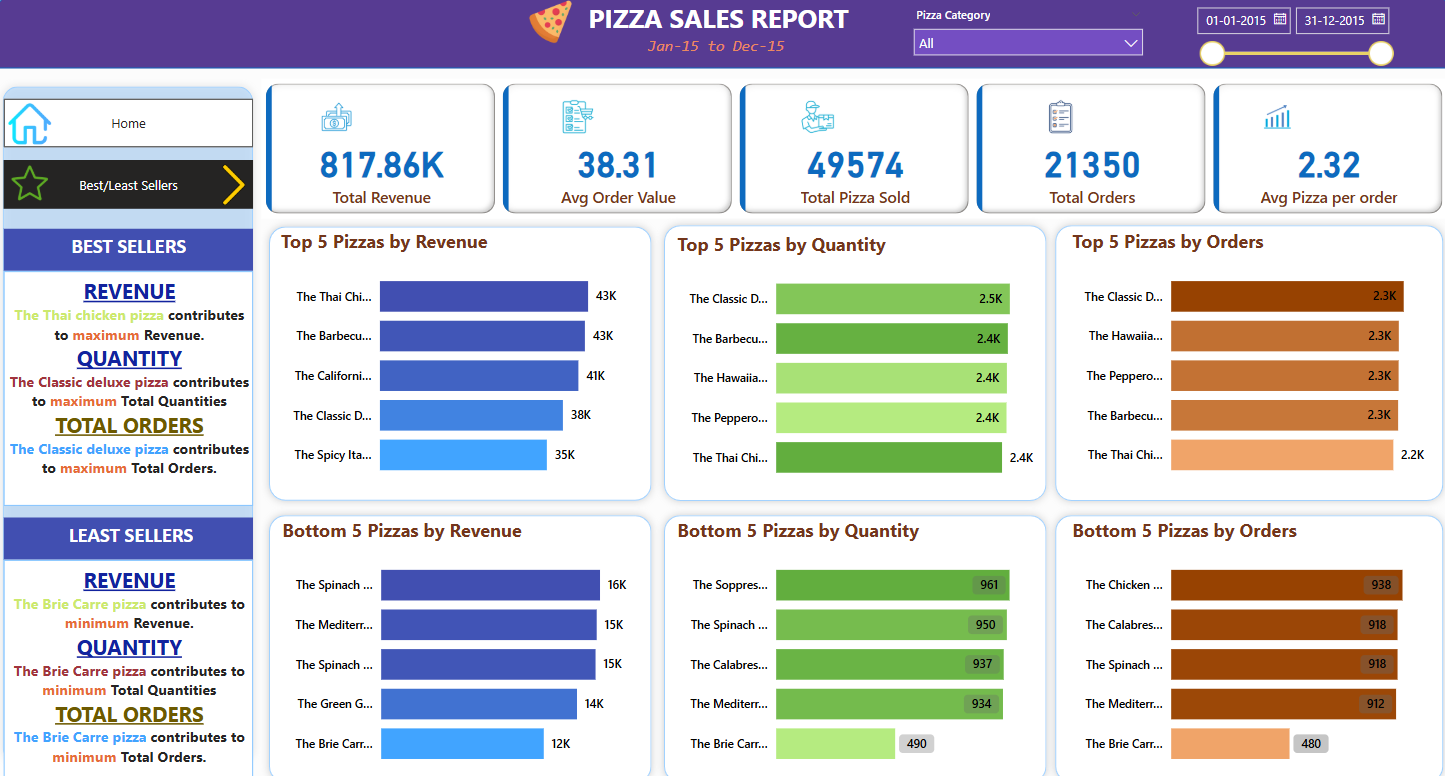 PIZZA SALES REPORT
Jan-15 to Dec-15
Pizza Category
All
01-01-2015
31-12-2015
Home
Best/Least Sellers
817.86K
Total Revenue
38.31
Avg Order Value
49574
Total Pizza Sold
21350
Total Orders
2.32
Avg Pizza per order
BEST SELLERS
REVENUE
The Thai chicken pizza contributes
to maximum Revenue.
QUANTITY
The Classic deluxe pizza contributes
to maximum Total Quantities
TOTAL ORDERS
The Classic deluxe pizza contributes
to maximum Total Orders.
LEAST SELLERS
REVENUE
The Brie Carre pizza contributes to
minimum Revenue.
QUANTITY
The Brie Carre pizza contributes to
minimum Total Quantities
TOTAL ORDERS
The Brie Carre pizza contributes to
minimum Total Orders.
Top 5 Pizzas by Revenue
The Thai Chi... 43K
The Barbecu... 43K
The Californi... 41K
The Classic D... 38K
The Spicy Ita... 35K
Top 5 Pizzas by Quantity
The Classic D... 2.5K
The Barbecu... 2.4K
The Hawaiia... 2.4K
The Peppero... 2.4K
The Thai Chi... 2.4K
Top 5 Pizzas by Orders
The Classic D... 2.3K
The Hawaiia... 2.3K
The Peppero... 2.3K
The Barbecu... 2.3K
The Thai Chi... 2.2K
Bottom 5 Pizzas by Revenue
The Spinach ... 16K
The Mediterr... 15K
The Spinach ... 15K
The Green G... 14K
The Brie Carr... 12K
Bottom 5 Pizzas by Quantity
The Soppres... 961
The Spinach ... 950
The Calabres... 937
The Mediterr... 934
The Brie Carr... 490
Bottom 5 Pizzas by Orders
The Chicken ... 938
The Calabres... 918
The Spinach ... 918
The Mediterr... 912
The Brie Carr... 480